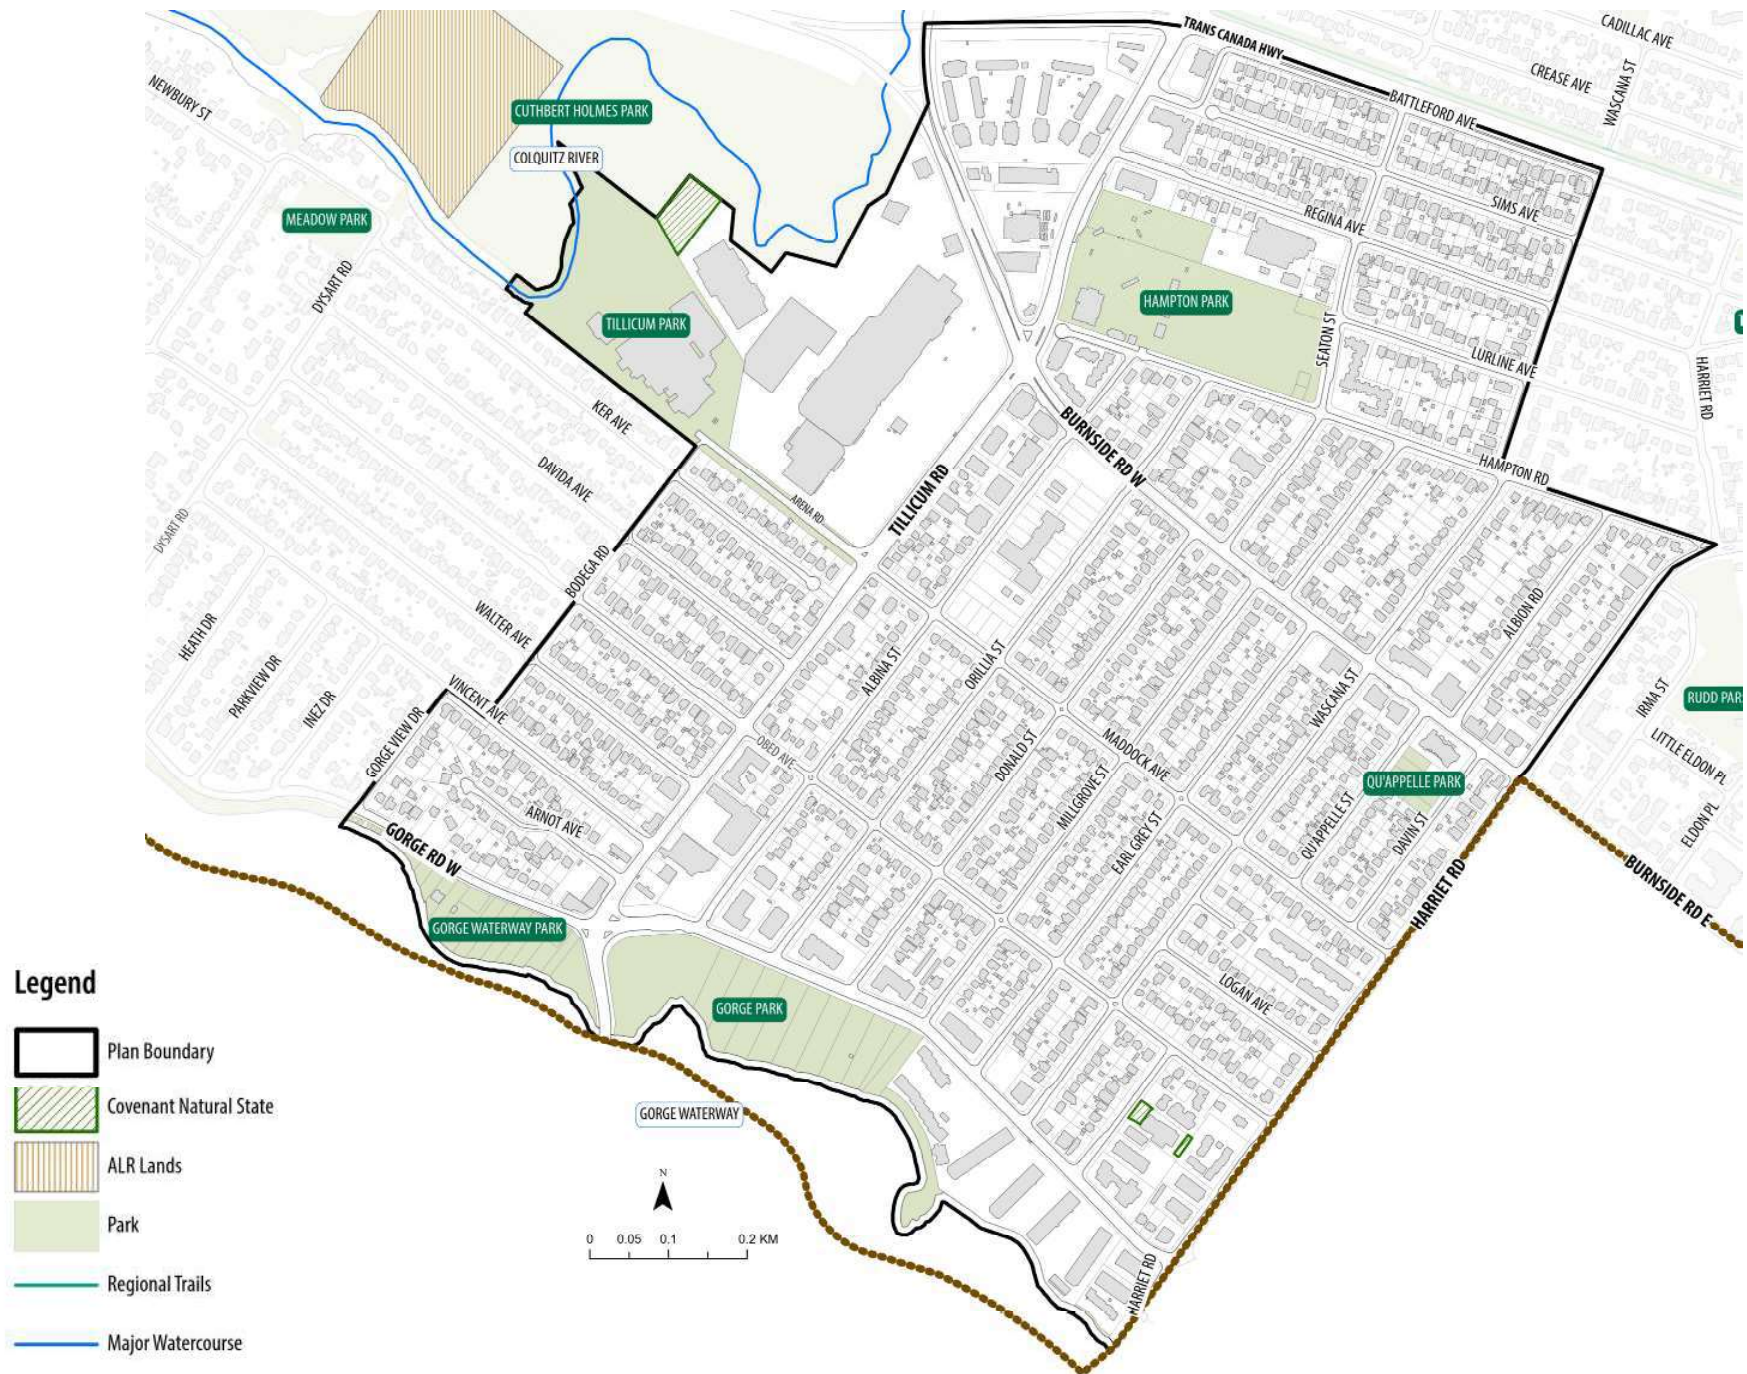 CADILLAC AVE
TRANS CANADA HWY
CREASE AVE
WASCANA ST
NEWBURY ST
BATTLEFORD AVE
CUTHBERT HOLMES PARK
COLQUITZ RIVER
SIMS AVE
MEADOW PARK
REGINA AVE
DYSART RD
HAMPTON PARK
TILLICUM PARK
SEATON ST
LURLINE AVE
HARRIET RD
KER AVE
BURNSIDE RD W
HAMPTON RD
DAVIDA AVE
ARENA RD
TILLICUM RD
DYSART RD
BODEGA RD
ALBION RD
WALTER AVE
HEATH DR
PARKVIEW DR
INEZ DR
VINCENT AVE
GORGE VIEW DR
ALBINA ST
ORILLIA ST
WASCANA ST
IRMA ST
RUDD PAR
LITTLE ELDON PL
OBED AVE
DONALD ST
MADDOCK AVE
QU'APPELLE PARK
MILLGROVE ST
EARL GREY ST
QU'APPELLE ST
DAVIN ST
ELDON PL
ARNOT AVE
GORGE RD W
HARRIET RD
BURNSIDE RD E
GORGE WATERWAY PARK
GORGE PARK
LOGAN AVE
GORGE WATERWAY
HARRIET RD
N
0 0.05 0.1 0.2 KM
Legend
Plan Boundary
Covenant Natural State
ALR Lands
Park
Regional Trails
Major Watercourse